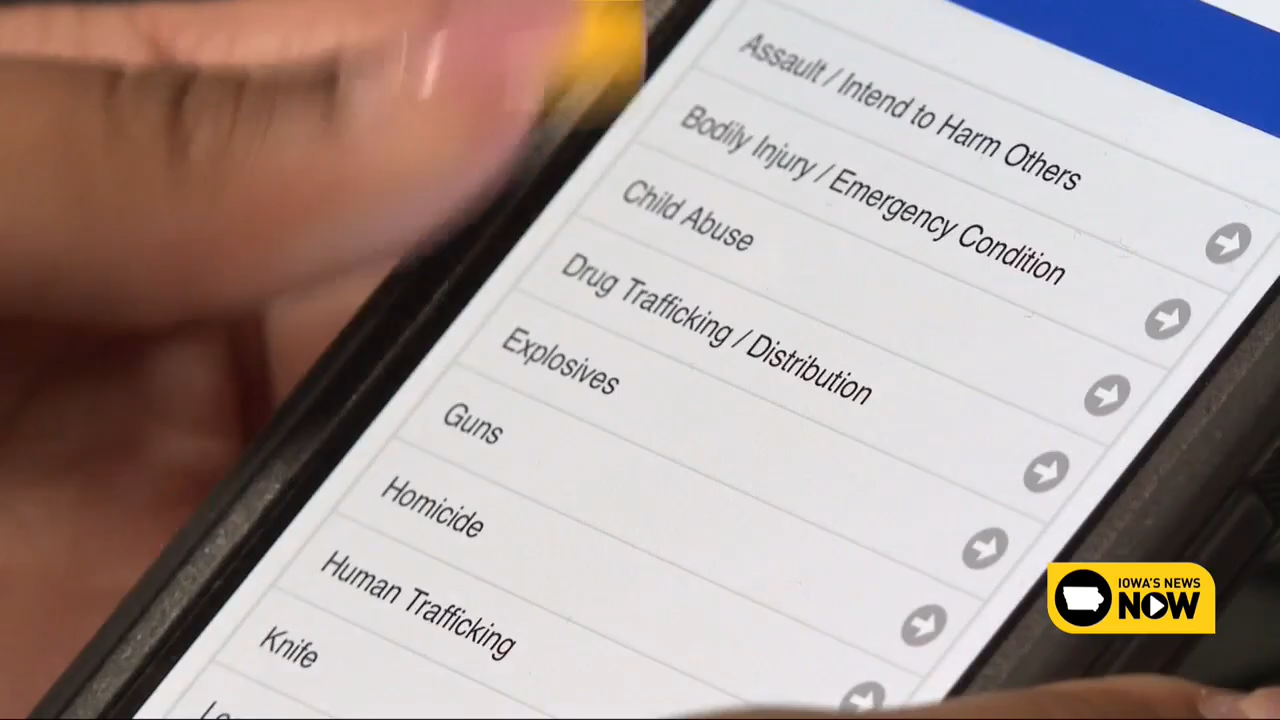 Assault / Intend to Harm Others
Bodily Injury / Emergency Condition
Child Abuse
Drug Trafficking / Distribution
Explosives
Guns
Homicide
Human Trafficking
Knife
IOWA'S NEWS
NOW